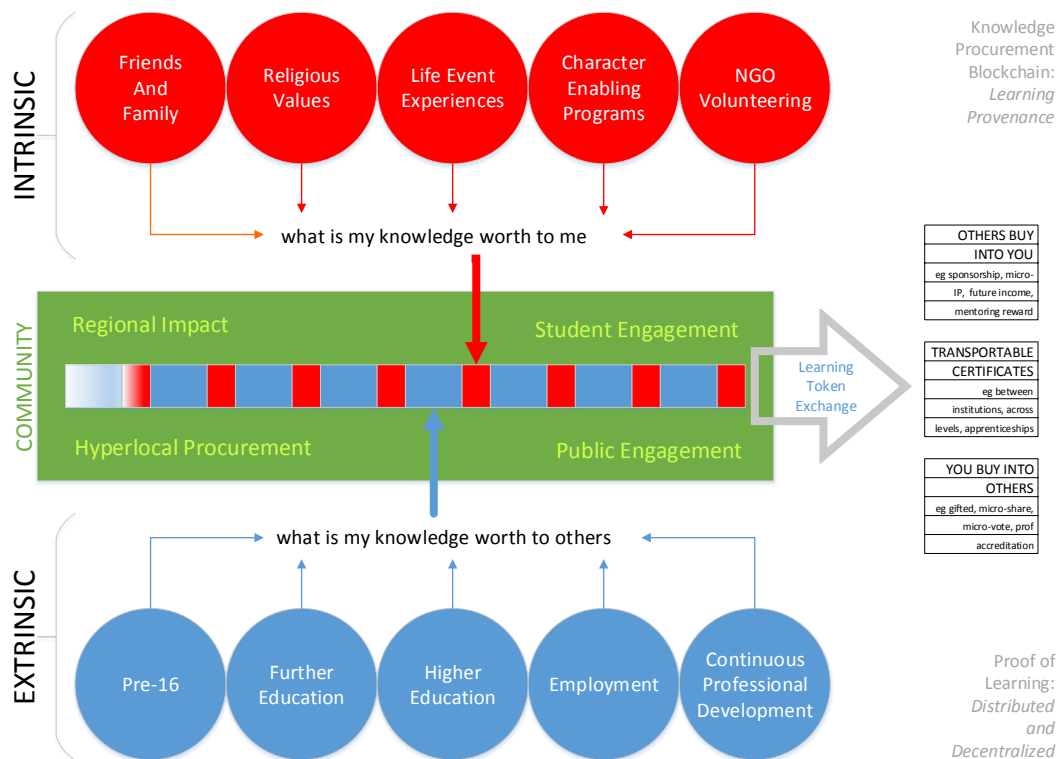 INTRINSIC
Friends
And
Family
Religious
Values
Life Event
Experiences
Character
Enabling
Programs
NGO
Volunteering
Knowledge
Procurement
Blockchain:
Learning
Provenance
what is my knowledge worth to me
COMMUNITY
Regional Impact
Student Engagement
Hyperlocal Procurement
Public Engagement
Learning
Token
Exchange
OTHERS BUY
INTO YOU
eg sponsorship, micro-
IP, future income,
mentoring reward
TRANSPORTABLE
CERTIFICATES
eg between
institutions, across
levels, apprenticeships
YOU BUY INTO
OTHERS
eg gifted, micro-share,
micro-vote, prof
accreditation
what is my knowledge worth to others
EXTRINSIC
Pre-16
Further
Education
Higher
Education
Employment
Continuous
Professional
Development
Proof of
Learning:
Distributed
and
Decentralized